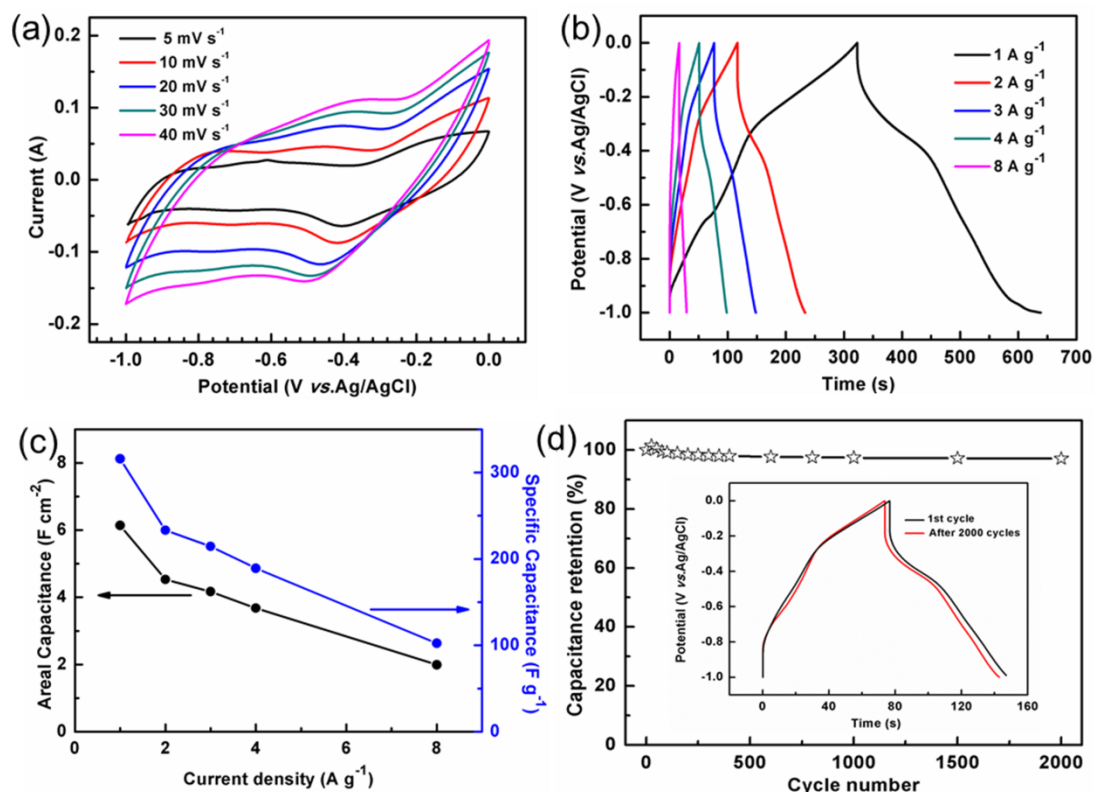 (a)
5 mV s⁻¹
10 mV s⁻¹
20 mV s⁻¹
30 mV s⁻¹
40 mV s⁻¹
0.2
0.1
0.0
-0.1
-0.2
Current (A)
-1.0 -0.8 -0.6 -0.4 -0.2 0.0
Potential (V vs.Ag/AgCl)
(b)
1 A g⁻¹
2 A g⁻¹
3 A g⁻¹
4 A g⁻¹
8 A g⁻¹
0.0
-0.2
-0.4
-0.6
-0.8
-1.0
Potential (V vs.Ag/AgCl)
0 100 200 300 400 500 600 700
Time (s)
(c)
8
6
4
2
0
Areal Capacitance (F cm⁻²)
300
200
100
0
Specific Capacitance (F g⁻¹)
0 2 4 6 8
Current density (A g⁻¹)
(d)
100
80
60
40
20
0
Capacitance retention (%)
0.0
-0.2
-0.4
-0.6
-0.8
-1.0
Potential (V vs.Ag/AgCl)
1st cycle
After 2000 cycles
0 40 80 120 160
Time (s)
0 500 1000 1500 2000
Cycle number